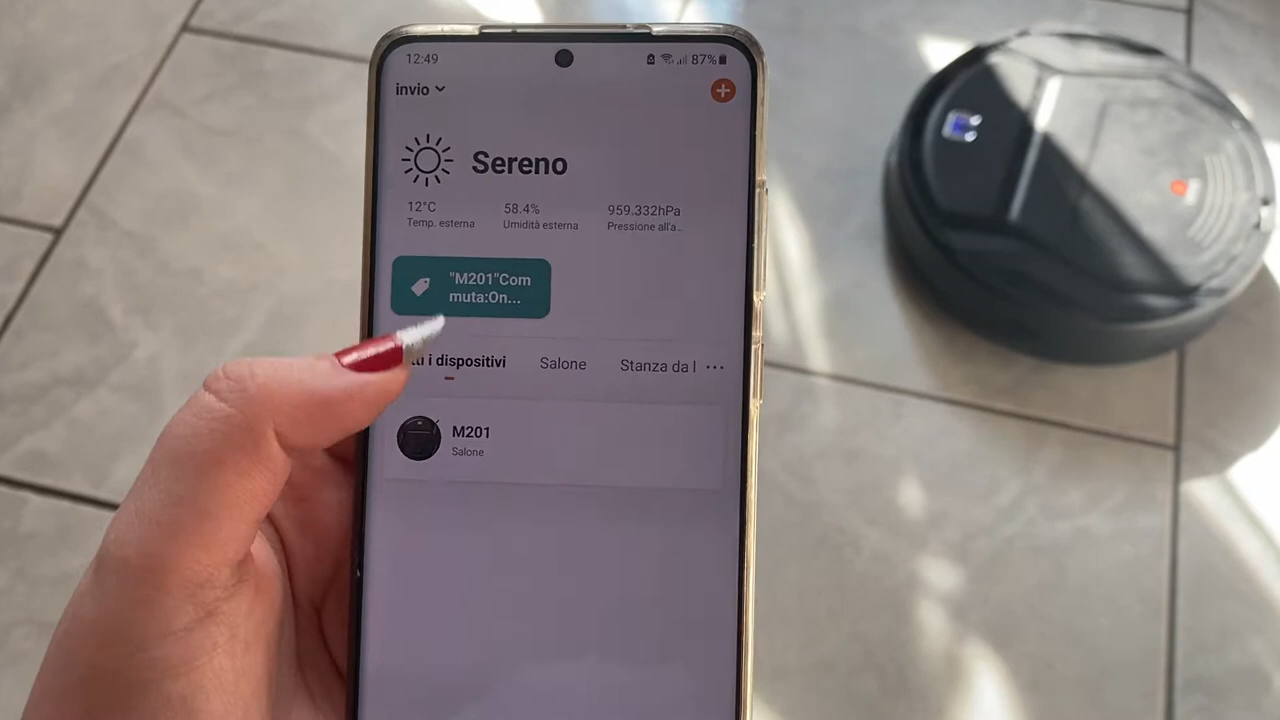 12:49 87%
invio
Sereno
12°C 58.4% 959.332hPa
Temp. esterna Umidità esterna Pressione all'a...
"M201"Com
muta:On...
tti i dispositivi Salone Stanza da l ...
M201
Salone